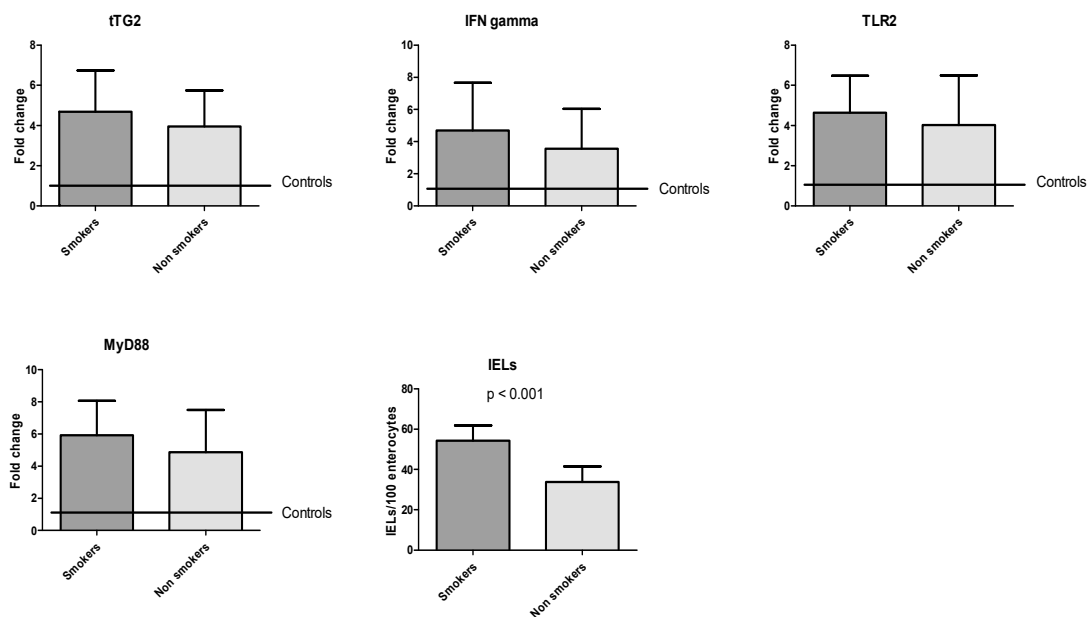 tTG2
8
6
4
2
0
Fold change
Controls
Smokers
Non smokers
IFN gamma
10
8
6
4
2
0
Fold change
Controls
Smokers
Non smokers
TLR2
8
6
4
2
0
Fold change
Controls
Smokers
Non smokers
MyD88
10
8
6
4
2
0
Fold change
Controls
Smokers
Non smokers
IELs
p < 0.001
80
60
40
20
0
IELs/100 enterocytes
Smokers
Non smokers